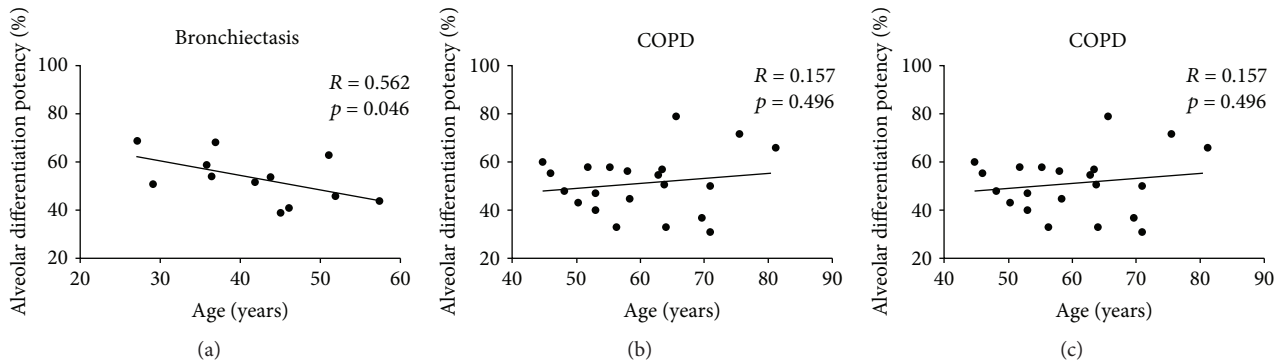 Bronchiectasis
Alveolar differentiation potency (%)
100
80
60
40
20
R = 0.562
p = 0.046
20 30 40 50 60
Age (years)
(a)
COPD
Alveolar differentiation potency (%)
100
80
60
40
20
R = 0.157
p = 0.496
40 50 60 70 80 90
Age (years)
(b)
COPD
Alveolar differentiation potency (%)
100
80
60
40
20
R = 0.157
p = 0.496
40 50 60 70 80 90
Age (years)
(c)